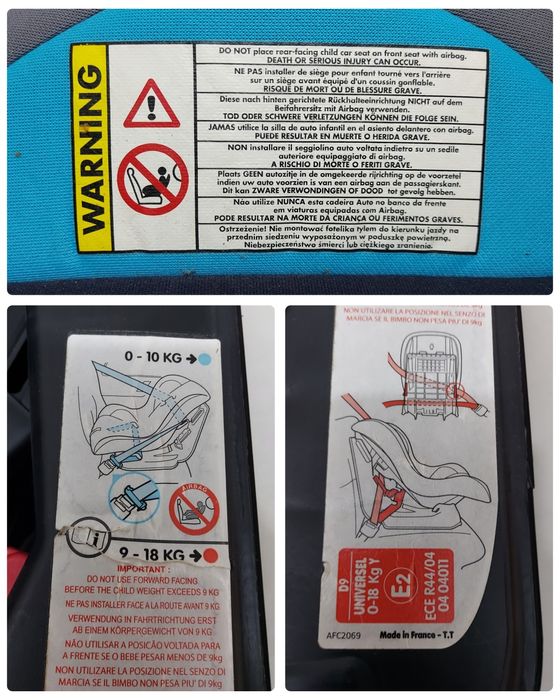 WARNING
DO NOT place rear-facing child car seat on front seat with airbag.
DEATH OR SERIOUS INJURY CAN OCCUR.
NE PAS installer de siège pour enfant tourné vers l'arrière
sur un siège avant équipé d'un coussin gonflable.
RISQUE DE MORT OU DE BLESSURE GRAVE.
Diese nach hinten gerichtete Rückhalteeinrichtung NICHT auf dem
Beifahrersitz mit Airbag verwenden.
TOD ODER SCHWERE VERLETZUNGEN KÖNNEN DIE FOLGE SEIN.
JAMAS utilice la silla de auto infantil en el asiento delantero con airbag.
PUEDE RESULTAR EN MUERTE O HERIDA GRAVE.
NON installare il seggiolino auto voltata indietro su un sedile
auteriore equipaggiato di airbag.
A RISCHIO DI MORTE O FERITI GRAVE.
Plaats GEEN autozitje in de omgekeerde rijrichting op de voorzetel
indien uw auto voorzien is van een airbag aan de passagierskant.
Dit kan ZWARE VERWONDINGEN OF DOOD tot gevolg hebben.
Não utilize NUNCA esta cadeira Auto no banco da frente
em viaturas equipadas com Airbag.
PODE RESULTAR NA MORTE DA CRIANÇA OU FERIMENTOS GRAVES.
Ostrzeżenie! Nie montować fotelika tyłem do kierunku jazdy na
przednim siedzeniu wyposażonym w poduszkę powietrzną.
Niebezpieczeństwo śmierci lub ciężkiego zranienie.
0 - 10 KG
AIRBAG
9 - 18 KG
IMPORTANT :
DO NOT USE FORWARD FACING
BEFORE THE CHILD WEIGHT EXCEEDS 9 KG
NE PAS INSTALLER FACE A LA ROUTE AVANT 9 KG
VERWENDUNG IN FAHRTRICHTUNG ERST
AB EINEM KÖRPERGEWICHT VON 9 KG
NÃO UTILISAR A POSICÃO VOLTADA PARA
A FRENTE SE O BEBE PESAR MENOS DE 9kg
NON UTILIZZARE LA POSIZIONE NEL SENZO DI
MARCIA SE IL BIMBO NON PESA PIU' DI 9kg
NON UTILIZZARE LA POSIZIONE NEL SENZO DI
MARCIA SE IL BIMBO NON PESA PIU' DI 9kg
D9
UNIVERSEL
0-18 Kg Y
E2
ECE R44/04
04 04011
AFC2069
Made in France - T.T